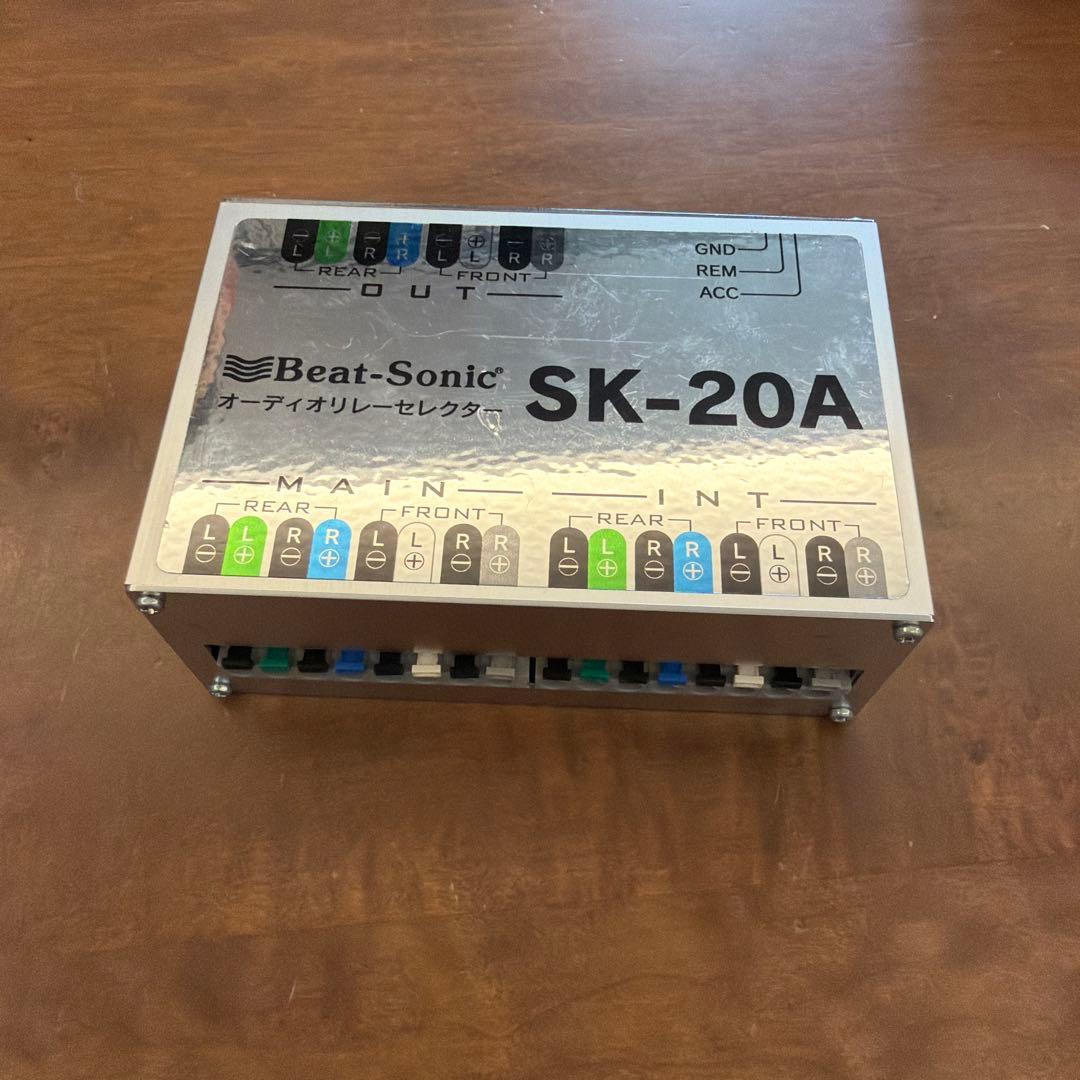 − + − + − + − +
L L R R L L R R
REAR FRONT
OUT
GND
REM
ACC
Beat-Sonic®
オーディオリレーセレクター
SK-20A
MAIN
REAR FRONT
L L R R L L R R
⊖ ⊕ ⊖ ⊕ ⊖ ⊕ ⊖ ⊕
INT
REAR FRONT
L L R R L L R R
⊖ ⊕ ⊖ ⊕ ⊖ ⊕ ⊖ ⊕